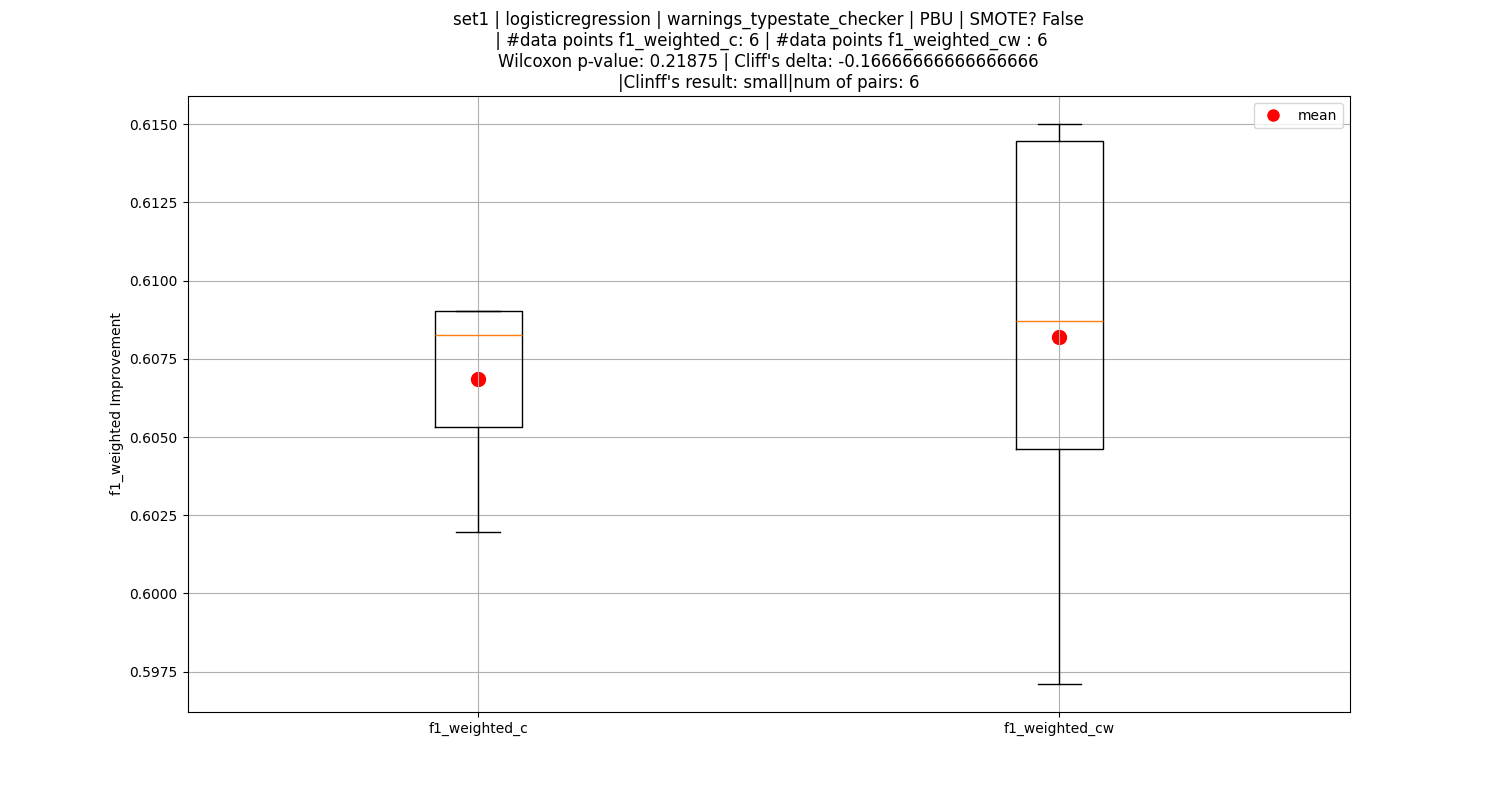 set1 | logisticregression | warnings_typestate_checker | PBU | SMOTE? False
| #data points f1_weighted_c: 6 | #data points f1_weighted_cw : 6
Wilcoxon p-value: 0.21875 | Cliff's delta: -0.16666666666666666
|Clinff's result: small|num of pairs: 6
mean
0.6150
0.6125
0.6100
0.6075
0.6050
0.6025
0.6000
0.5975
f1_weighted Improvement
f1_weighted_c
f1_weighted_cw